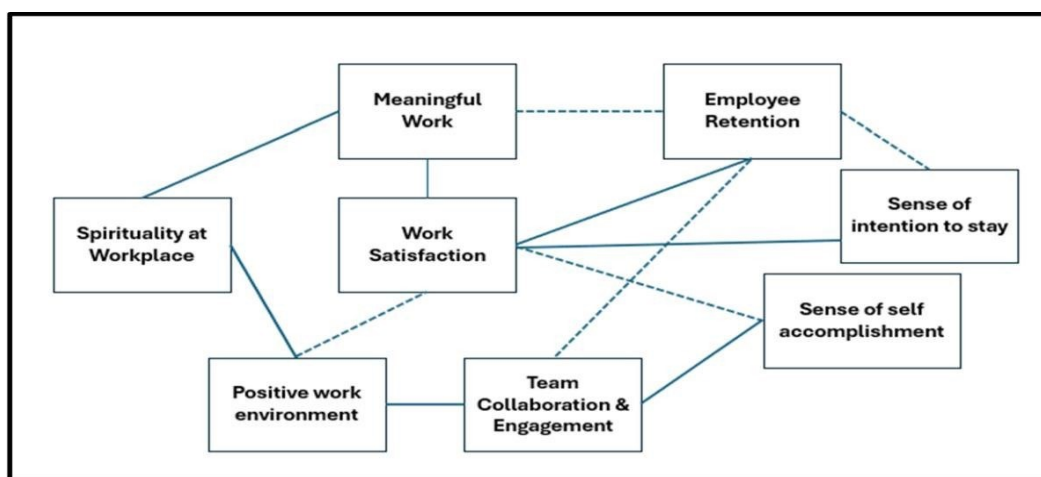 Meaningful
Work
Employee
Retention
Spirituality at
Workplace
Work
Satisfaction
Sense of
intention to stay
Sense of self
accomplishment
Positive work
environment
Team
Collaboration &
Engagement